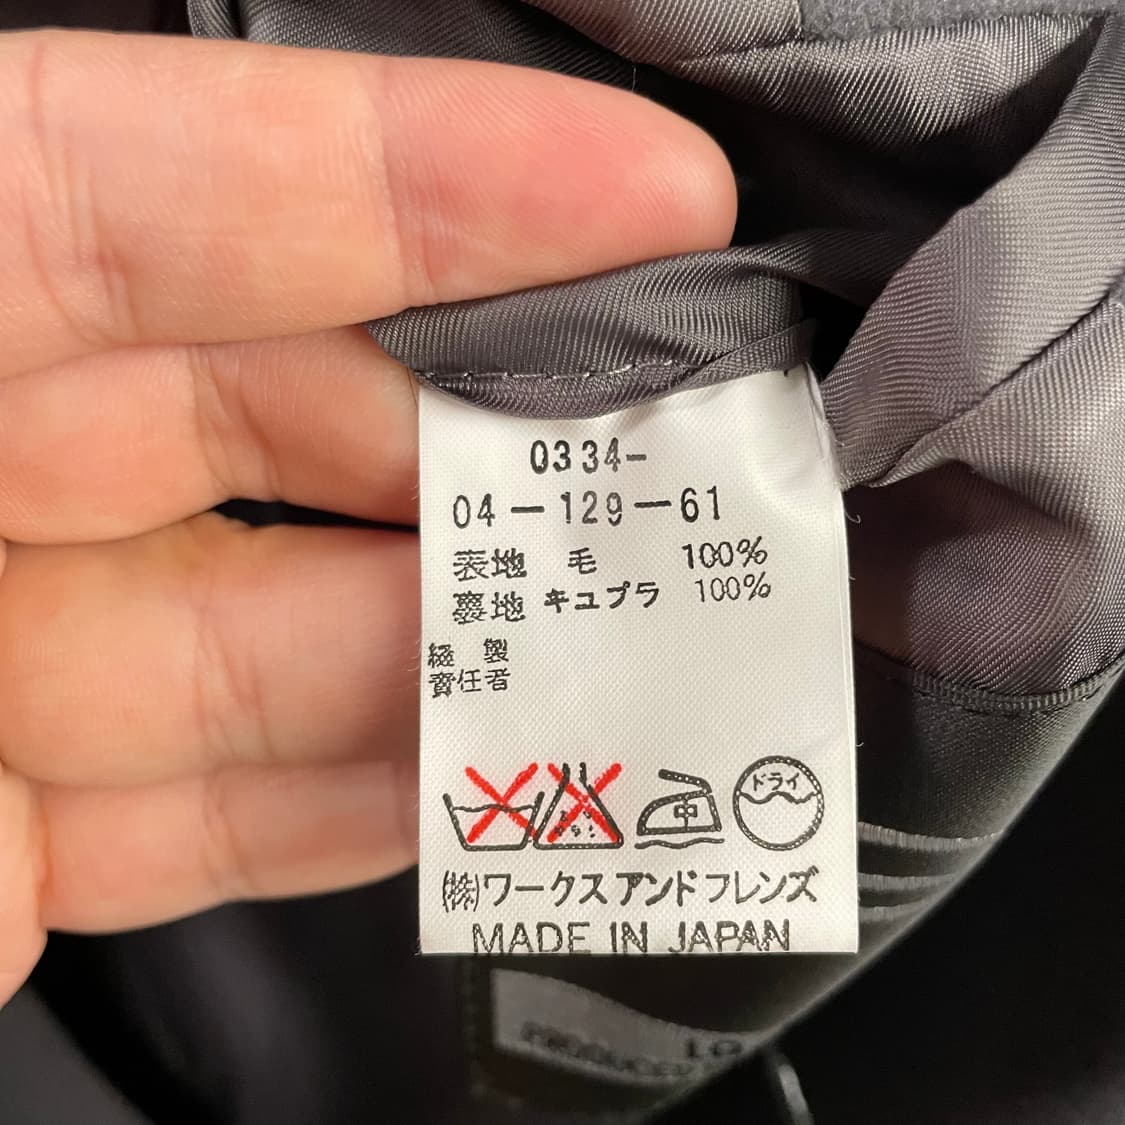 0334-
04-129-61
表地 毛 100%
裏地 キュプラ 100%
縫製
責任者
中
ドライ
(株)ワークスアンドフレンズ
MADE IN JAPAN
PRODUCED